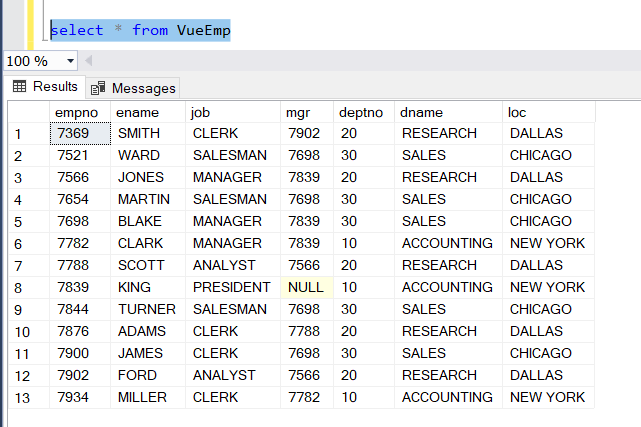 select * from VueEmp
100 %
Results Messages
empno ename job mgr deptno dname loc
1 7369 SMITH CLERK 7902 20 RESEARCH DALLAS
2 7521 WARD SALESMAN 7698 30 SALES CHICAGO
3 7566 JONES MANAGER 7839 20 RESEARCH DALLAS
4 7654 MARTIN SALESMAN 7698 30 SALES CHICAGO
5 7698 BLAKE MANAGER 7839 30 SALES CHICAGO
6 7782 CLARK MANAGER 7839 10 ACCOUNTING NEW YORK
7 7788 SCOTT ANALYST 7566 20 RESEARCH DALLAS
8 7839 KING PRESIDENT NULL 10 ACCOUNTING NEW YORK
9 7844 TURNER SALESMAN 7698 30 SALES CHICAGO
10 7876 ADAMS CLERK 7788 20 RESEARCH DALLAS
11 7900 JAMES CLERK 7698 30 SALES CHICAGO
12 7902 FORD ANALYST 7566 20 RESEARCH DALLAS
13 7934 MILLER CLERK 7782 10 ACCOUNTING NEW YORK